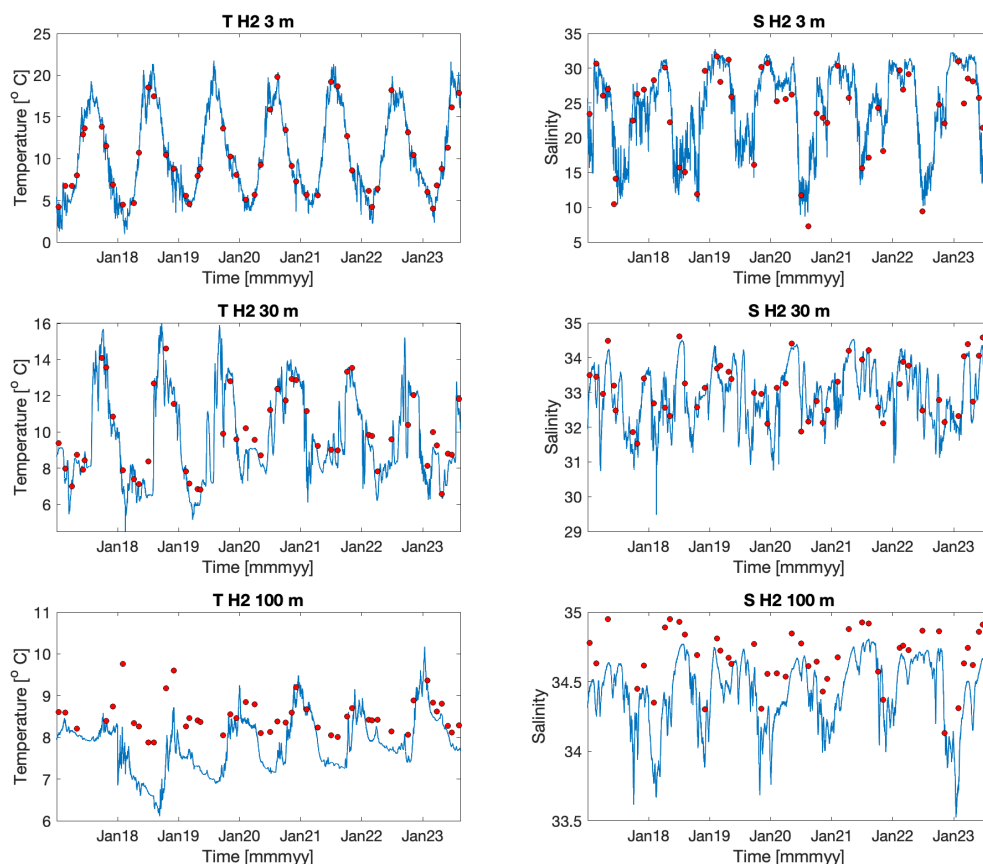 T H2 3 m
25
20
15
10
5
0
Temperature [° C]
Jan18 Jan19 Jan20 Jan21 Jan22 Jan23
Time [mmmyy]
S H2 3 m
35
30
25
20
15
10
5
Salinity
Jan18 Jan19 Jan20 Jan21 Jan22 Jan23
Time [mmmyy]
T H2 30 m
16
14
12
10
8
6
Temperature [° C]
Jan18 Jan19 Jan20 Jan21 Jan22 Jan23
Time [mmmyy]
S H2 30 m
35
34
33
32
31
30
29
Salinity
Jan18 Jan19 Jan20 Jan21 Jan22 Jan23
Time [mmmyy]
T H2 100 m
11
10
9
8
7
6
Temperature [° C]
Jan18 Jan19 Jan20 Jan21 Jan22 Jan23
Time [mmmyy]
S H2 100 m
35
34.5
34
33.5
Salinity
Jan18 Jan19 Jan20 Jan21 Jan22 Jan23
Time [mmmyy]